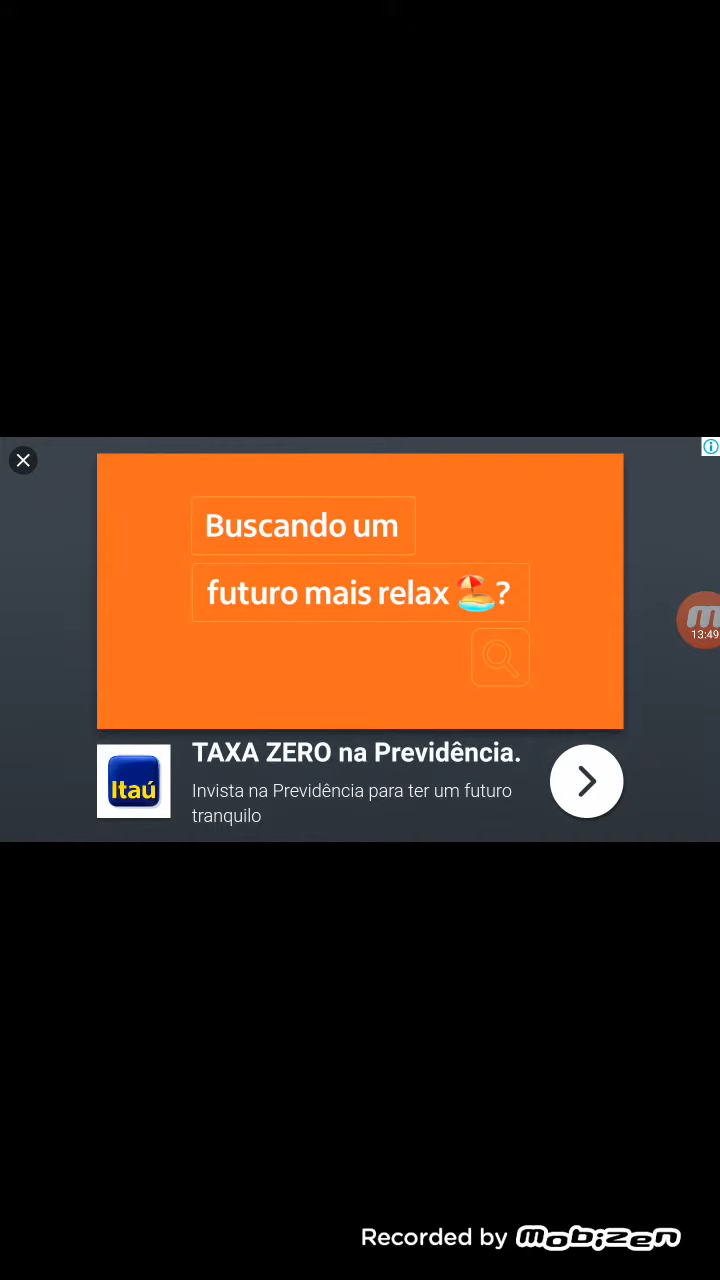 Buscando um
futuro mais relax 🏖️?
13:49
Itaú
TAXA ZERO na Previdência.
Invista na Previdência para ter um futuro
tranquilo
Recorded by mobizen